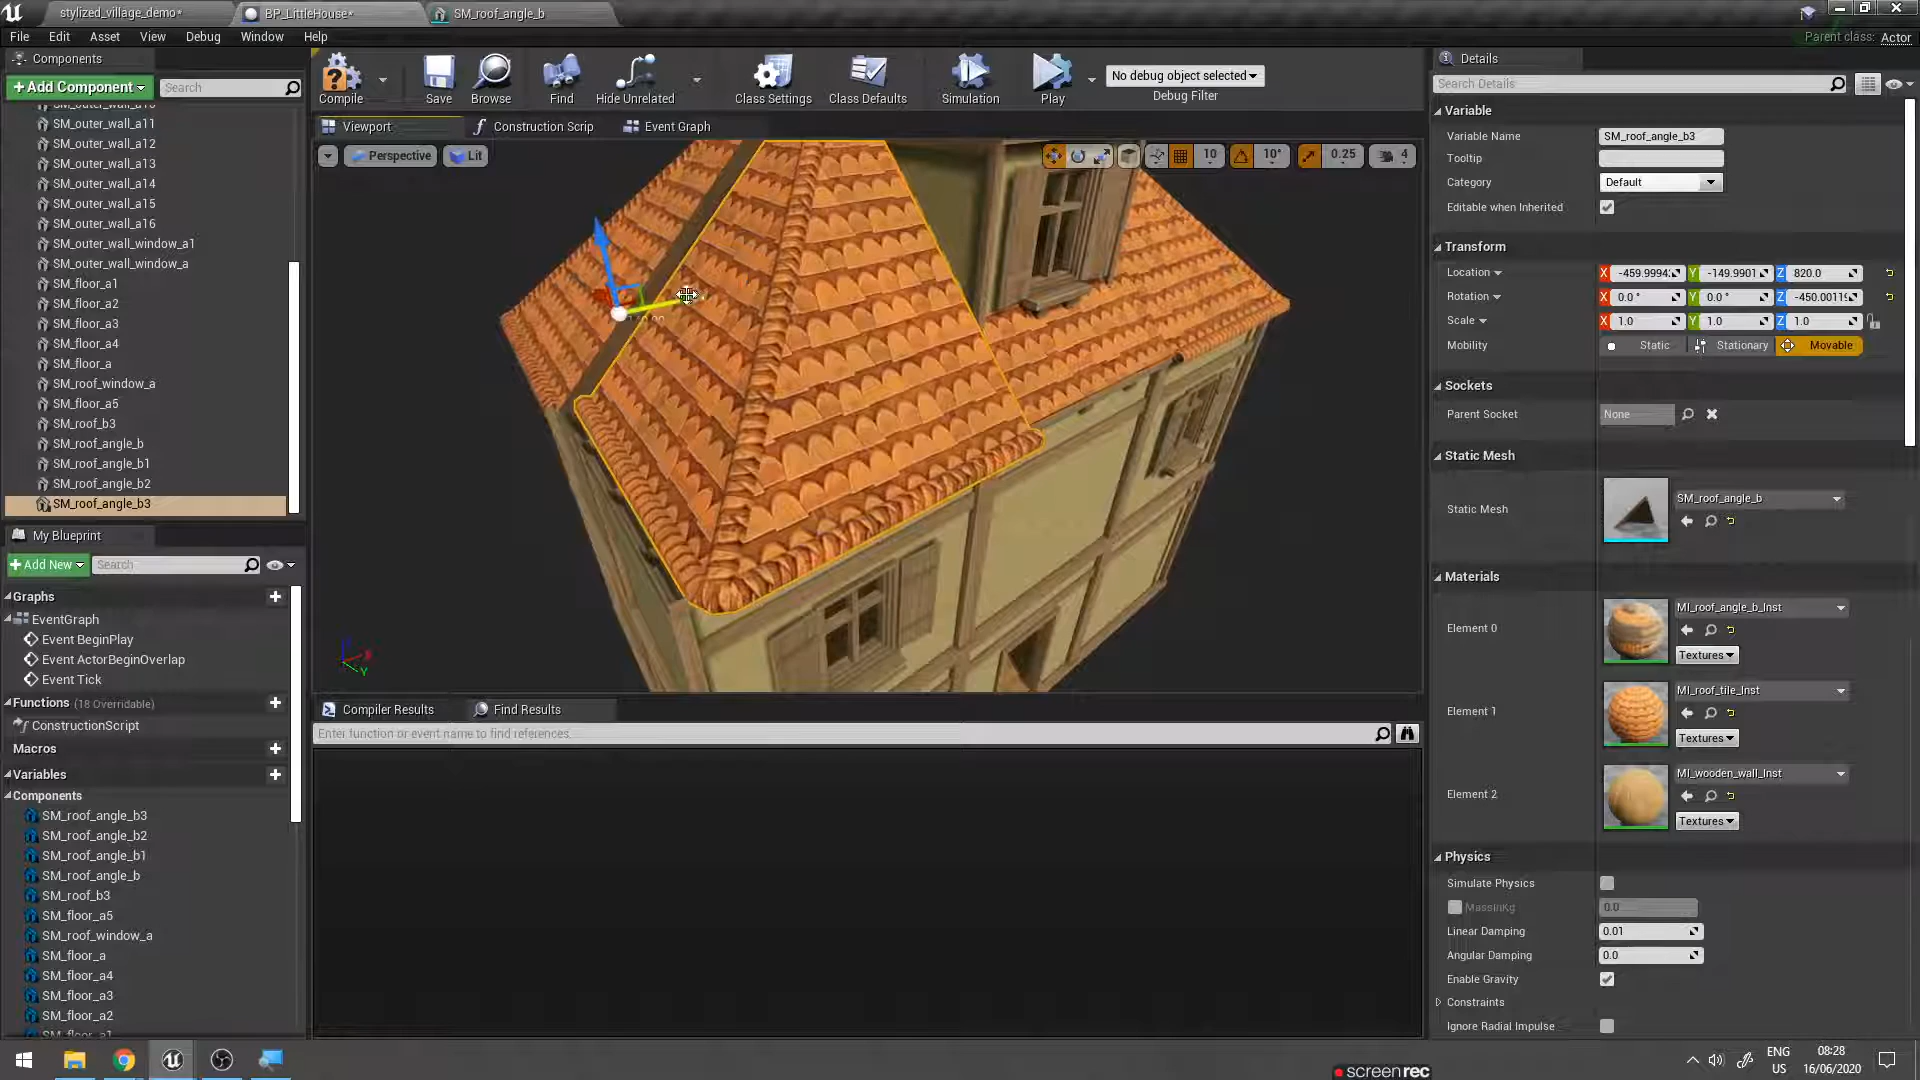 stylized_village_demo*
BP_LittleHouse*
SM_roof_angle_b
File Edit Asset View Debug Window Help
Parent class: Actor
Components
+Add Component
Search
SM_outer_wall_a11
SM_outer_wall_a12
SM_outer_wall_a13
SM_outer_wall_a14
SM_outer_wall_a15
SM_outer_wall_a16
SM_outer_wall_window_a1
SM_outer_wall_window_a
SM_floor_a1
SM_floor_a2
SM_floor_a3
SM_floor_a4
SM_floor_a
SM_roof_window_a
SM_floor_a5
SM_roof_b3
SM_roof_angle_b
SM_roof_angle_b1
SM_roof_angle_b2
SM_roof_angle_b3
My Blueprint
+Add New
Search
Graphs
EventGraph
Event BeginPlay
Event ActorBeginOverlap
Event Tick
Functions (18 Overridable)
ConstructionScript
Macros
Variables
Components
SM_roof_angle_b3
SM_roof_angle_b2
SM_roof_angle_b1
SM_roof_angle_b
SM_roof_b3
SM_floor_a5
SM_roof_window_a
SM_floor_a
SM_floor_a4
SM_floor_a3
SM_floor_a2
Compile
Save
Browse
Find
Hide Unrelated
Class Settings
Class Defaults
Simulation
Play
No debug object selected
Debug Filter
Viewport
Construction Scrip
Event Graph
Perspective
Lit
10
10°
0.25
4
X
Y
Compiler Results
Find Results
Enter function or event name to find references...
Details
Search Details
Variable
Variable Name SM_roof_angle_b3
Tooltip
Category Default
Editable when Inherited
Transform
Location X -459.9994 Y -149.9901 Z 820.0
Rotation X 0.0 ° Y 0.0 ° Z -450.0011
Scale X 1.0 Y 1.0 Z 1.0
Mobility Static Stationary Movable
Sockets
Parent Socket None
Static Mesh
Static Mesh SM_roof_angle_b
Materials
Element 0 MI_roof_angle_b_Inst
Textures
Element 1 MI_roof_tile_Inst
Textures
Element 2 MI_wooden_wall_Inst
Textures
Physics
Simulate Physics
MassInKg 0.0
Linear Damping 0.01
Angular Damping 0.0
Enable Gravity
Constraints
Ignore Radial Impulse
ENG
US
08:28
16/06/2020
screenrec